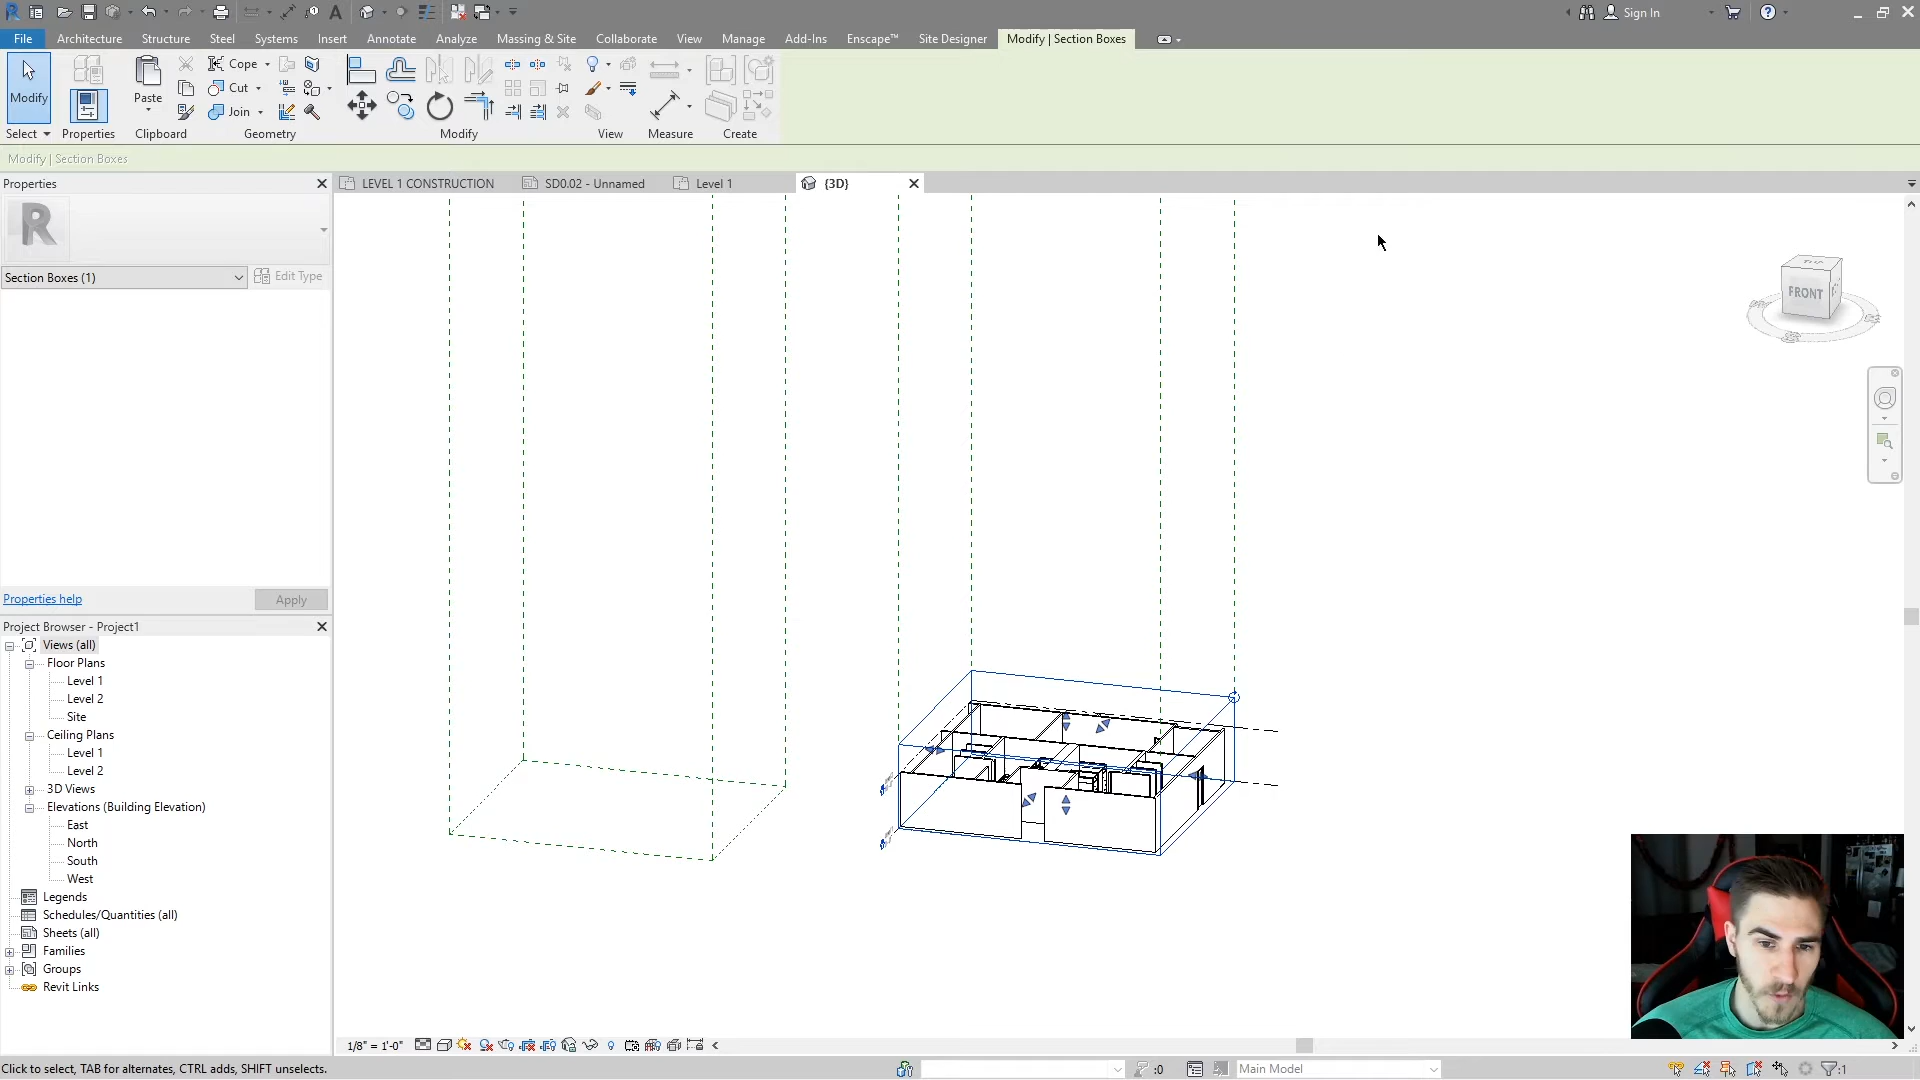 Sign In
File Architecture Structure Steel Systems Insert Annotate Analyze Massing & Site Collaborate View Manage Add-Ins Enscape™ Site Designer Modify | Section Boxes
Modify Paste Cope Cut Join
Select Properties Clipboard Geometry Modify View Measure Create
Modify | Section Boxes
Properties
LEVEL 1 CONSTRUCTION SD0.02 - Unnamed Level 1 {3D}
R
Section Boxes (1) Edit Type
FRONT
Properties help Apply
Project Browser - Project1
Views (all)
Floor Plans
Level 1
Level 2
Site
Ceiling Plans
Level 1
Level 2
3D Views
Elevations (Building Elevation)
East
North
South
West
Legends
Schedules/Quantities (all)
Sheets (all)
Families
Groups
Revit Links
1/8" = 1'-0"
Click to select, TAB for alternates, CTRL adds, SHIFT unselects. :0 Main Model :1